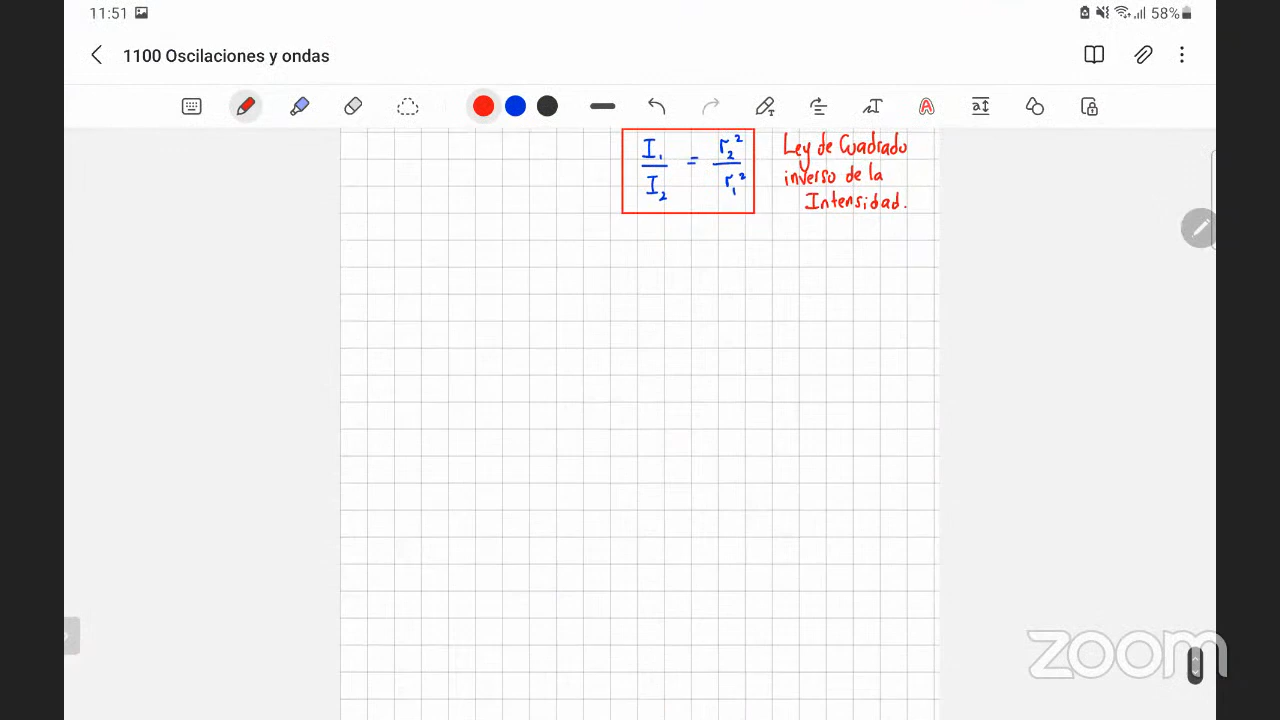 11:51
58%
1100 Oscilaciones y ondas
I₁/I₂ = r₂²/r₁²
Ley de Cuadrado
inverso de la
Intensidad.
zoom